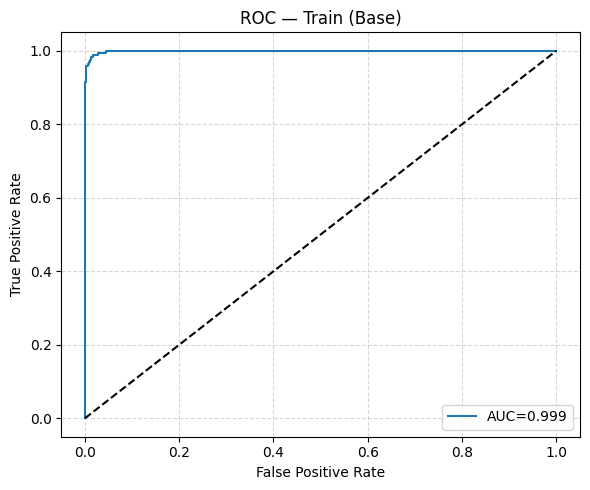 ROC — Train (Base)
True Positive Rate
1.0
0.8
0.6
0.4
0.2
0.0
AUC=0.999
0.0 0.2 0.4 0.6 0.8 1.0
False Positive Rate